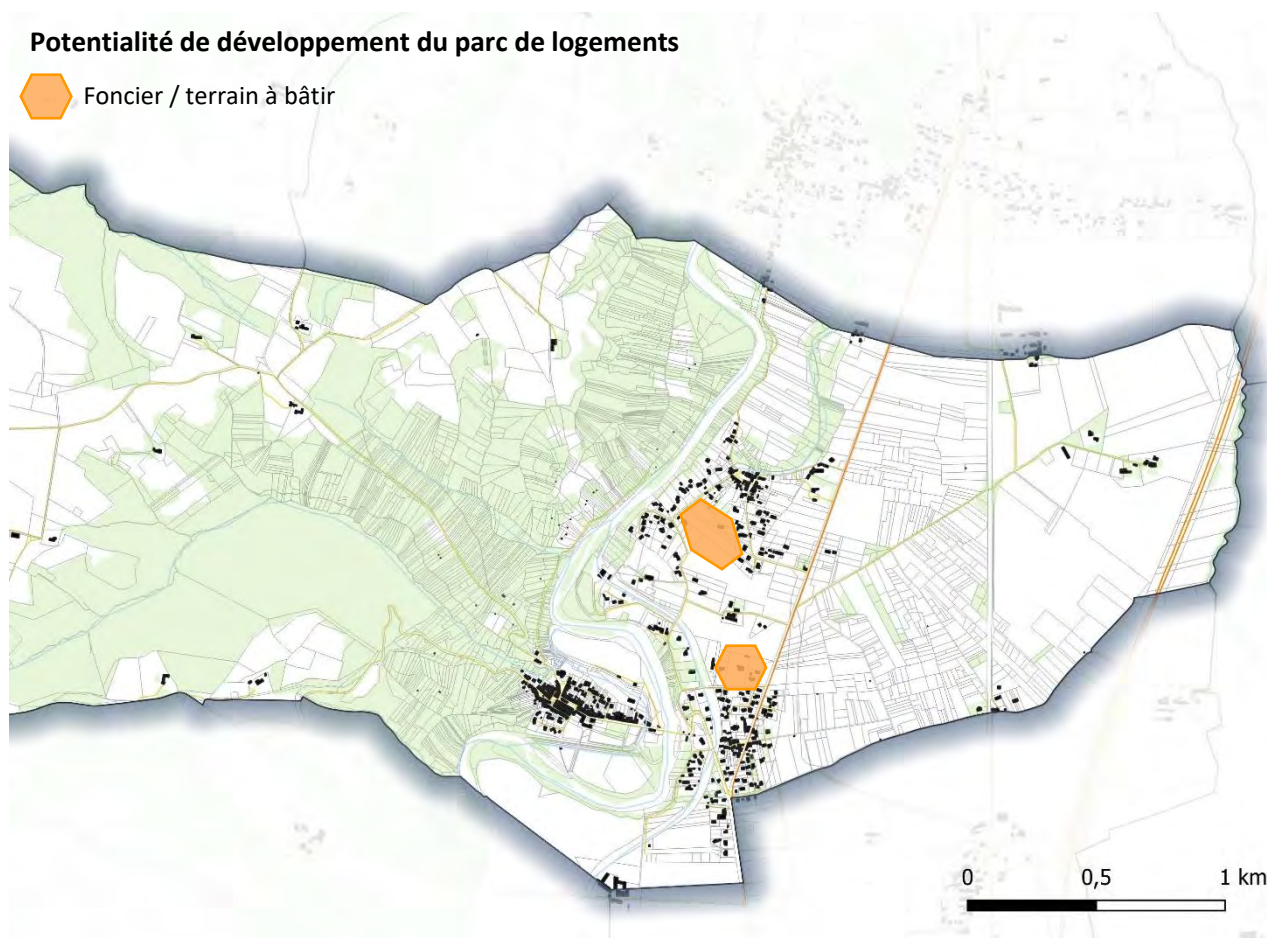 Potentialité de développement du parc de logements
Foncier / terrain à bâtir
0 0,5 1 km